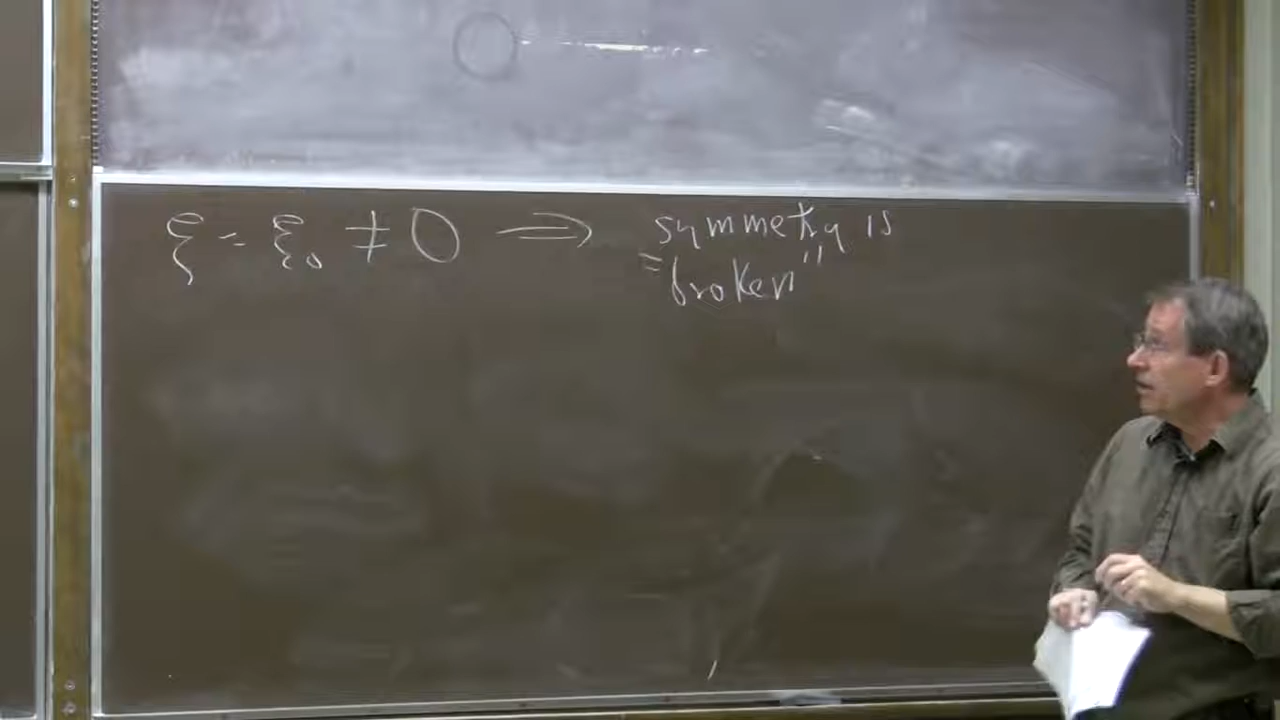 ξ = ξ₀ ≠ 0 ⟹ symmetry is
"broken"